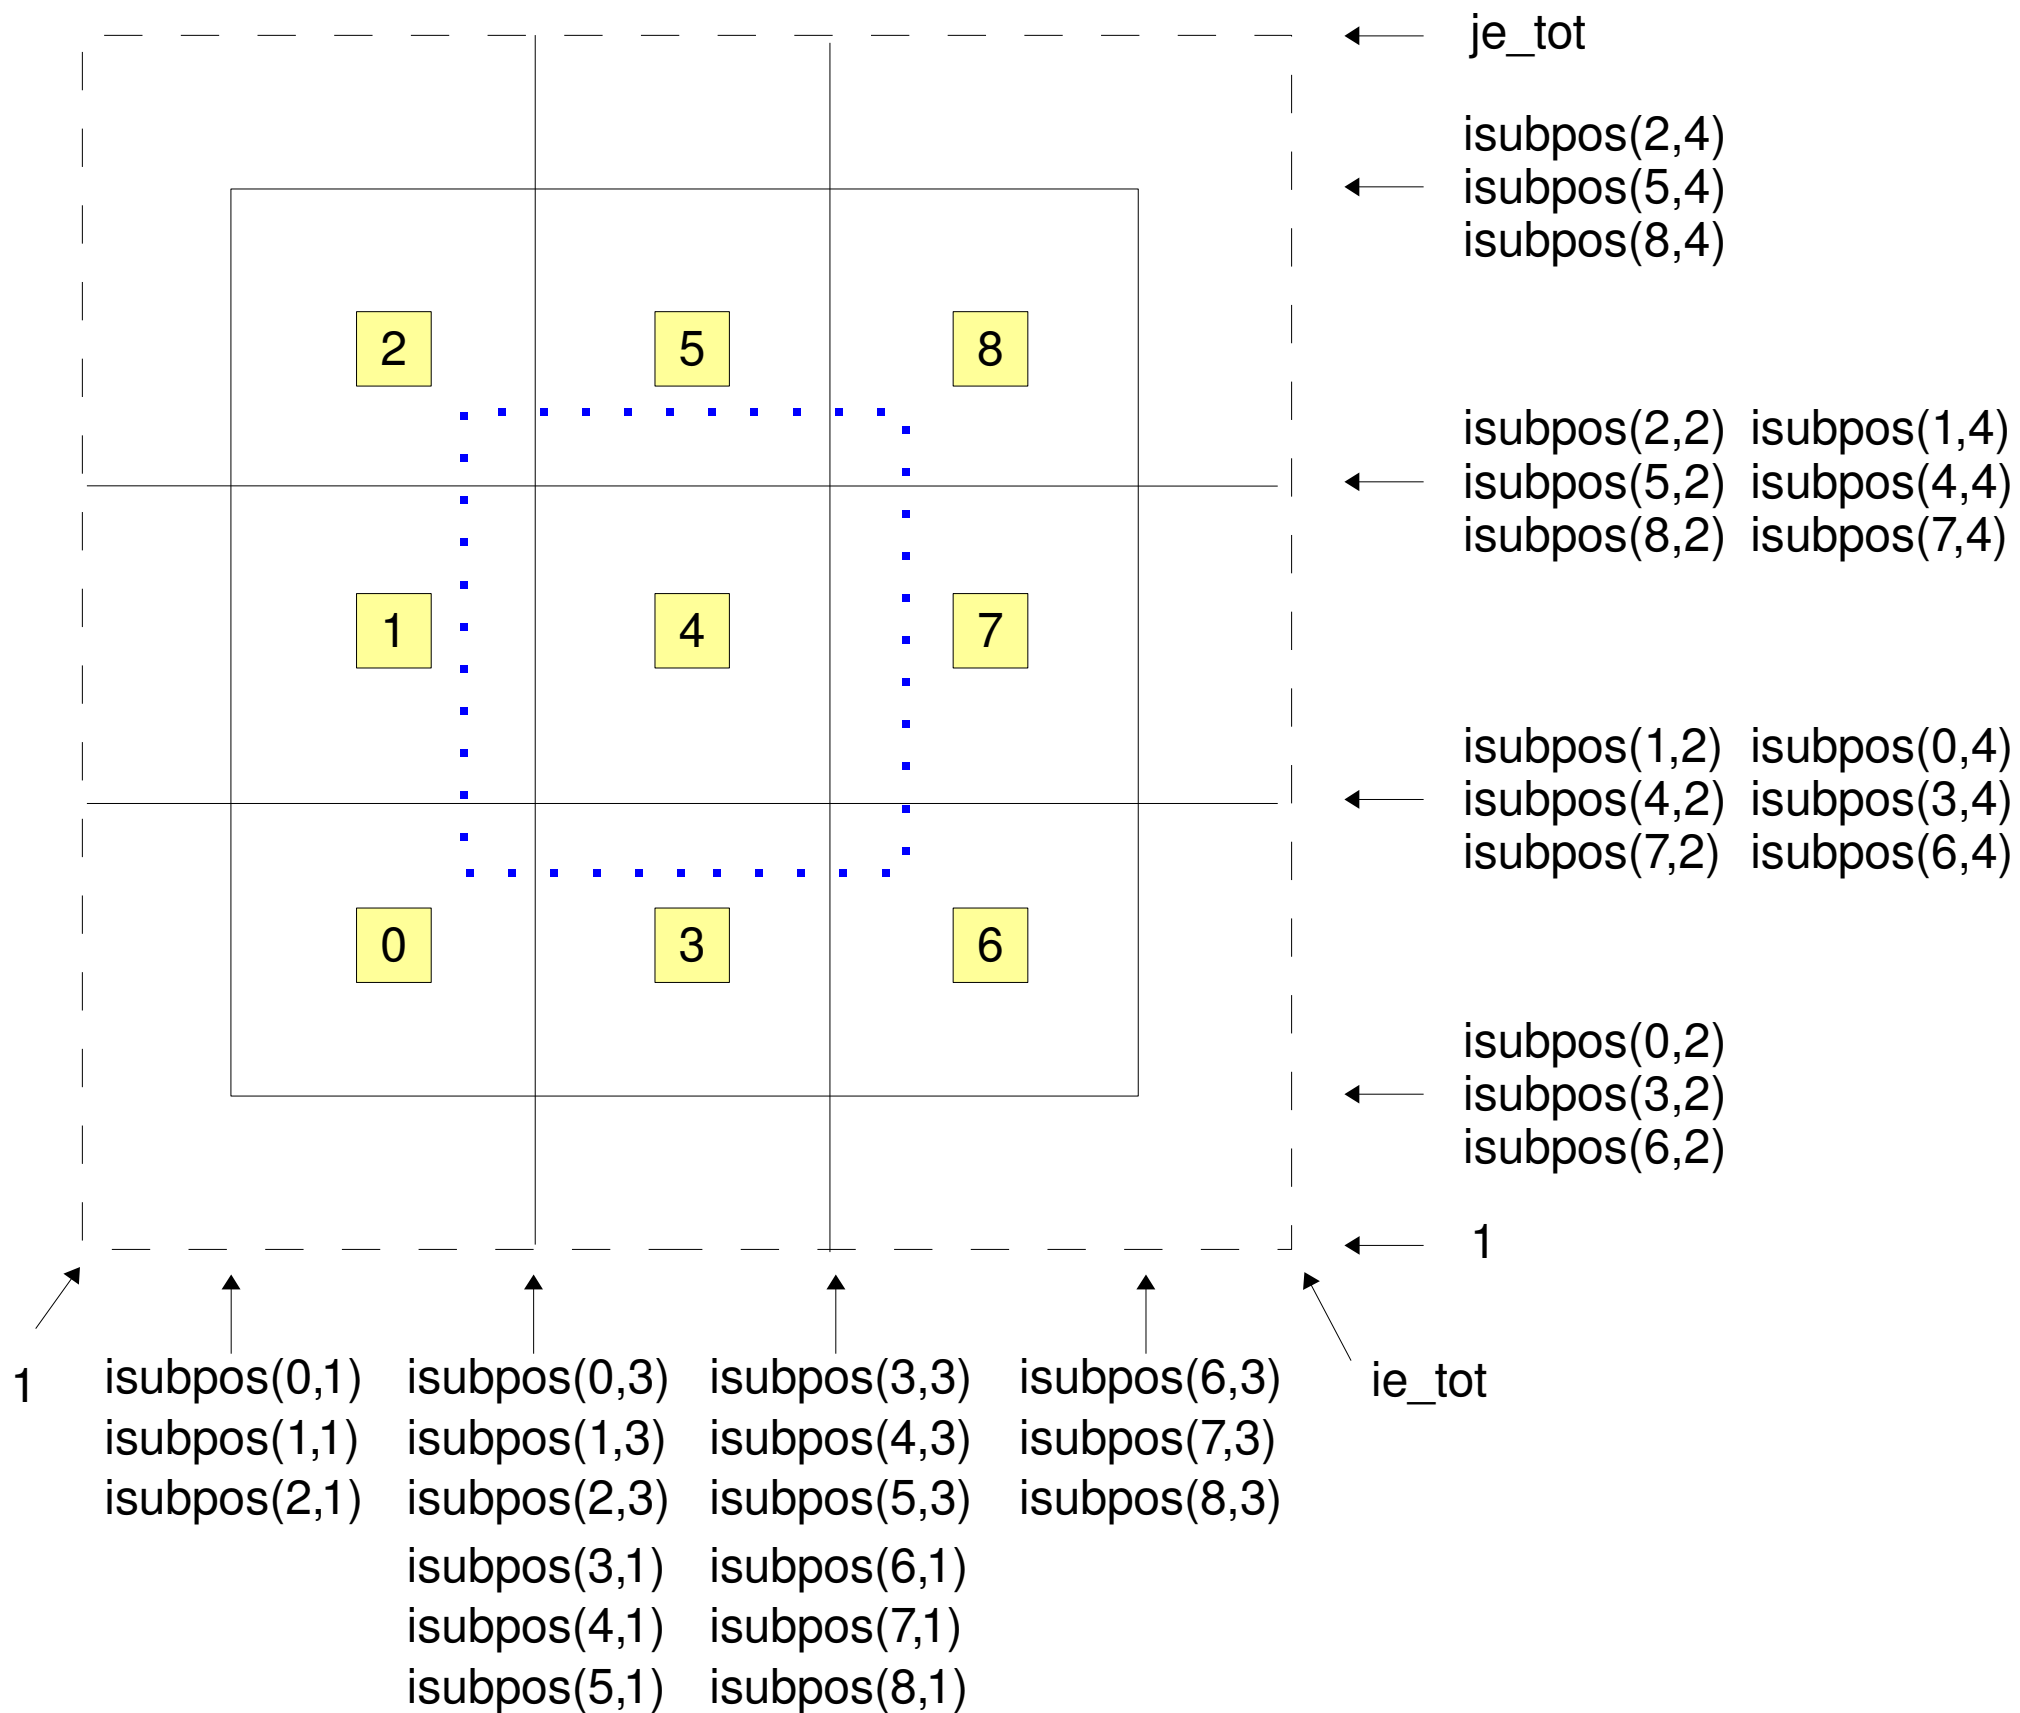 je_tot
isubpos(2,4)
isubpos(5,4)
isubpos(8,4)
2 5 8
isubpos(2,2) isubpos(1,4)
isubpos(5,2) isubpos(4,4)
isubpos(8,2) isubpos(7,4)
1 4 7
isubpos(1,2) isubpos(0,4)
isubpos(4,2) isubpos(3,4)
isubpos(7,2) isubpos(6,4)
0 3 6
isubpos(0,2)
isubpos(3,2)
isubpos(6,2)
1
1 isubpos(0,1) isubpos(0,3) isubpos(3,3) isubpos(6,3) ie_tot
isubpos(1,1) isubpos(1,3) isubpos(4,3) isubpos(7,3)
isubpos(2,1) isubpos(2,3) isubpos(5,3) isubpos(8,3)
isubpos(3,1) isubpos(6,1)
isubpos(4,1) isubpos(7,1)
isubpos(5,1) isubpos(8,1)